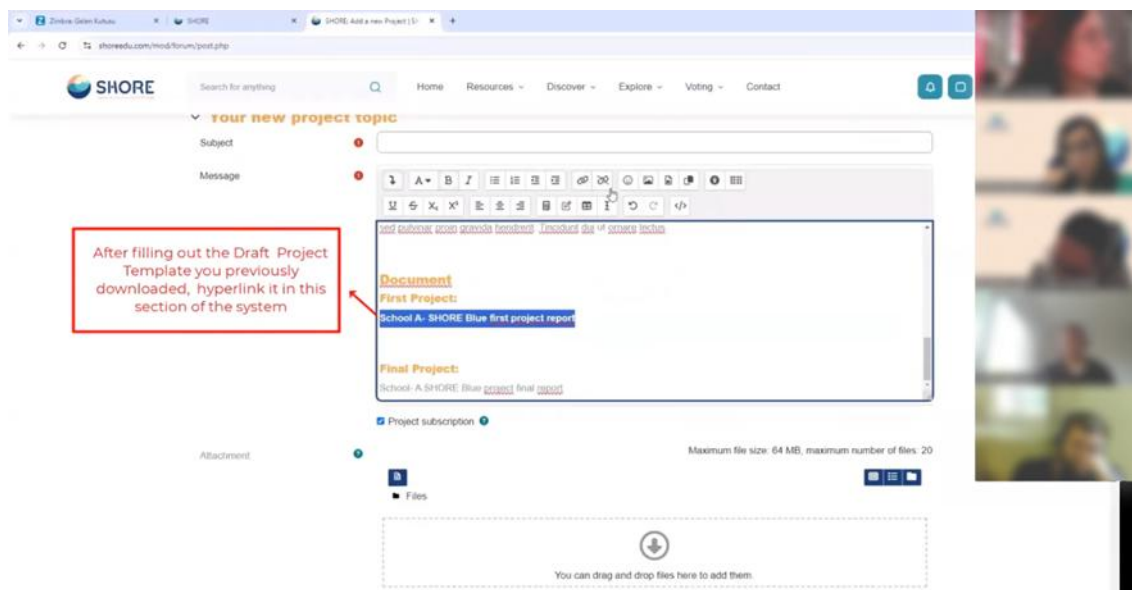 Zimbra: Gelen Kutusu
SHORE
SHORE: Add a new Project | S
shoreedu.com/mod/forum/post.php
SHORE
Search for anything
Home
Resources
Discover
Explore
Voting
Contact
Your new project topic
Subject
Message
sed pulvinar proin gravida hendrerit. Tincidunt dui ut ornare lectus.
After filling out the Draft Project
Template you previously
downloaded, hyperlink it in this
section of the system
Document
First Project:
School A- SHORE Blue first project report
Final Project:
School- A SHORE Blue project final report
Project subscription
Attachment
Maximum file size: 64 MB, maximum number of files: 20
Files
You can drag and drop files here to add them.